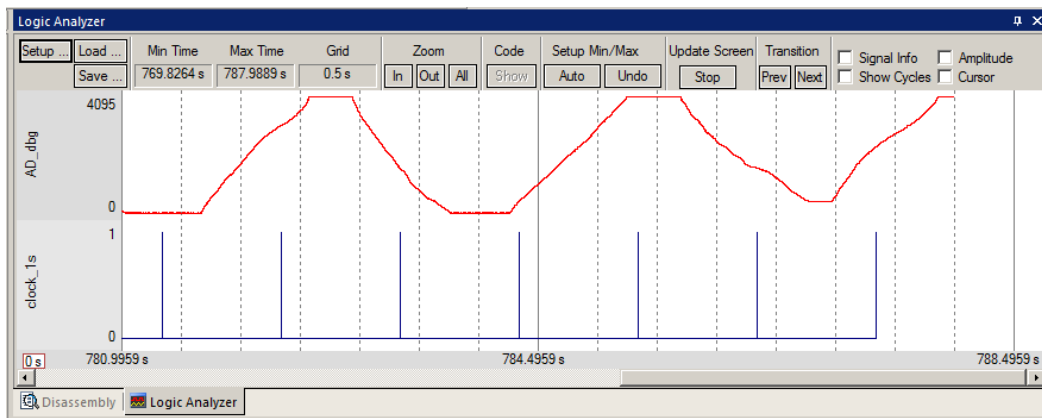 Logic Analyzer
Setup ... Load ... Min Time Max Time Grid Zoom Code Setup Min/Max Update Screen Transition Signal Info Amplitude
Save ... 769.8264 s 787.9889 s 0.5 s In Out All Show Auto Undo Stop Prev Next Show Cycles Cursor
4095
AD_dbg
0
1
clock_1s
0
0 s 780.9959 s 784.4959 s 788.4959 s
Disassembly Logic Analyzer